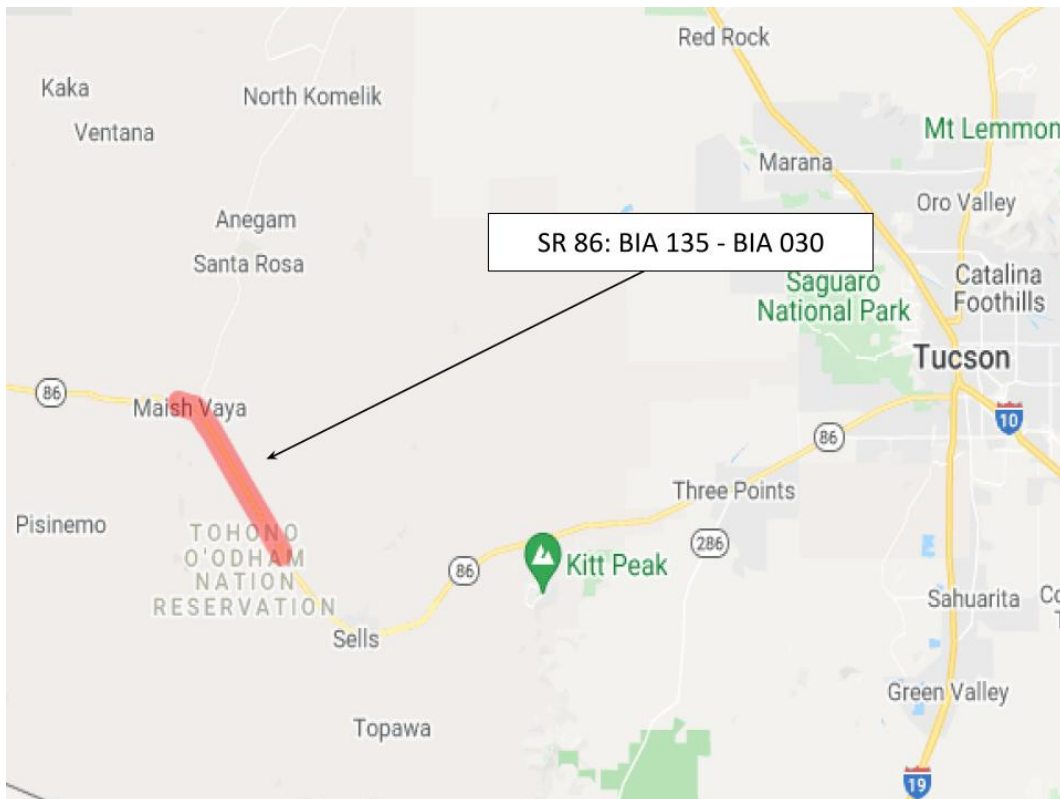 Red Rock
Kaka
North Komelik
Ventana
Mt Lemmon
Marana
Oro Valley
Anegam
SR 86: BIA 135 - BIA 030
Santa Rosa
Saguaro
National Park
Catalina
Foothills
Tucson
86
Maish Vaya
10
86
Three Points
Pisinemo
TOHONO
O'ODHAM
NATION
RESERVATION
286
Kitt Peak
86
Sahuarita
Sells
Green Valley
Topawa
19